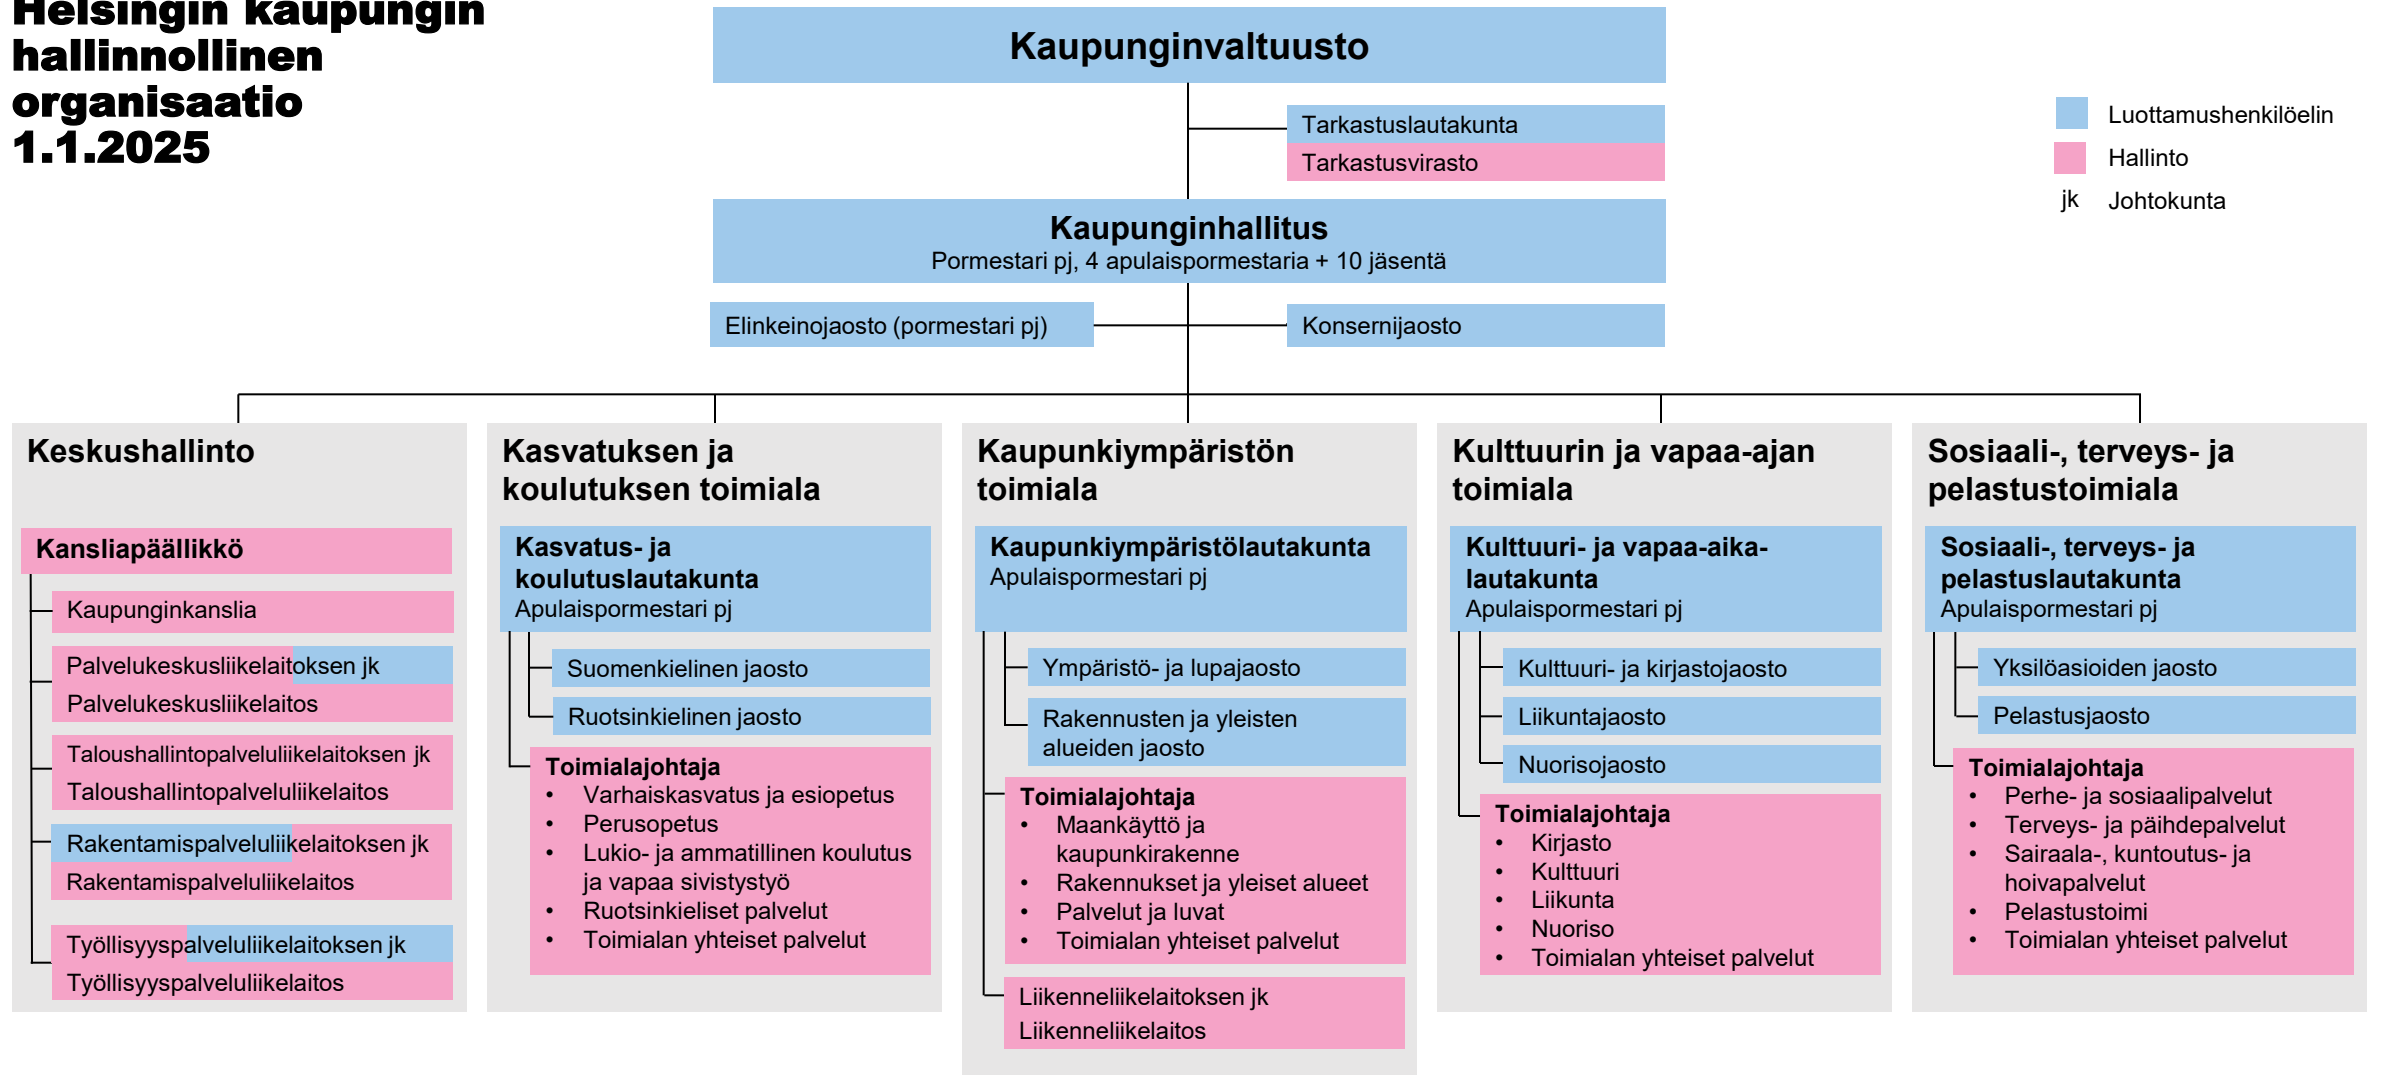 Helsingin kaupungin
hallinnollinen
organisaatio
1.1.2025
Kaupunginvaltuusto
Tarkastuslautakunta
Tarkastusvirasto
Luottamushenkilöelin
Hallinto
jk Johtokunta
Kaupunginhallitus
Pormestari pj, 4 apulaispormestaria + 10 jäsentä
Elinkeinojaosto (pormestari pj)
Konsernijaosto
Keskushallinto
Kansliapäällikkö
Kaupunginkanslia
Palvelukeskusliikelaitoksen jk
Palvelukeskusliikelaitos
Taloushallintopalveluliikelaitoksen jk
Taloushallintopalveluliikelaitos
Rakentamispalveluliikelaitoksen jk
Rakentamispalveluliikelaitos
Työllisyyspalveluliikelaitoksen jk
Työllisyyspalveluliikelaitos
Kasvatuksen ja
koulutuksen toimiala
Kasvatus- ja
koulutuslautakunta
Apulaispormestari pj
Suomenkielinen jaosto
Ruotsinkielinen jaosto
Toimialajohtaja
• Varhaiskasvatus ja esiopetus
• Perusopetus
• Lukio- ja ammatillinen koulutus
ja vapaa sivistystyö
• Ruotsinkieliset palvelut
• Toimialan yhteiset palvelut
Kaupunkiympäristön
toimiala
Kaupunkiympäristölautakunta
Apulaispormestari pj
Ympäristö- ja lupajaosto
Rakennusten ja yleisten
alueiden jaosto
Toimialajohtaja
• Maankäyttö ja
kaupunkirakenne
• Rakennukset ja yleiset alueet
• Palvelut ja luvat
• Toimialan yhteiset palvelut
Liikenneliikelaitoksen jk
Liikenneliikelaitos
Kulttuurin ja vapaa-ajan
toimiala
Kulttuuri- ja vapaa-aika-
lautakunta
Apulaispormestari pj
Kulttuuri- ja kirjastojaosto
Liikuntajaosto
Nuorisojaosto
Toimialajohtaja
• Kirjasto
• Kulttuuri
• Liikunta
• Nuoriso
• Toimialan yhteiset palvelut
Sosiaali-, terveys- ja
pelastustoimiala
Sosiaali-, terveys- ja
pelastuslautakunta
Apulaispormestari pj
Yksilöasioiden jaosto
Pelastusjaosto
Toimialajohtaja
• Perhe- ja sosiaalipalvelut
• Terveys- ja päihdepalvelut
• Sairaala-, kuntoutus- ja
hoivapalvelut
• Pelastustoimi
• Toimialan yhteiset palvelut